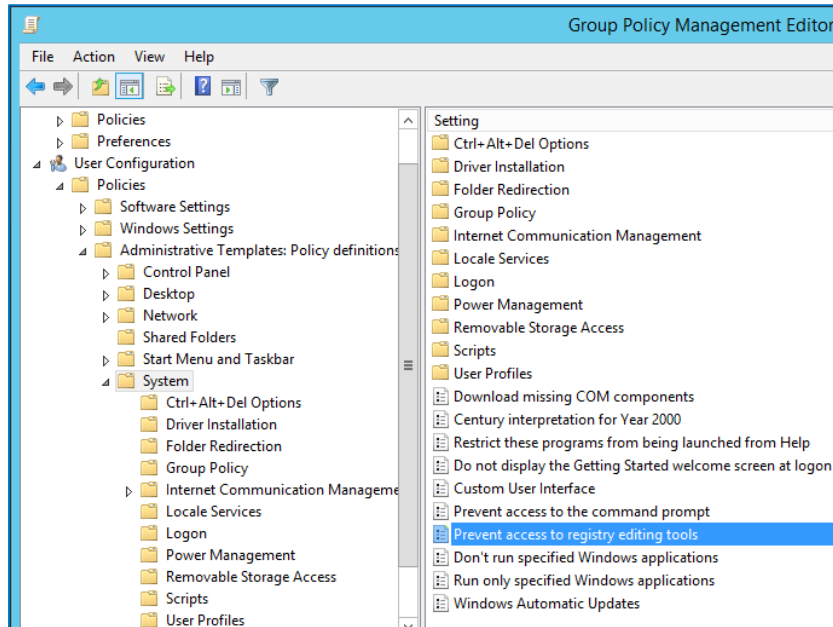 Group Policy Management Editor
File Action View Help
Policies
Preferences
User Configuration
Policies
Software Settings
Windows Settings
Administrative Templates: Policy definitions
Control Panel
Desktop
Network
Shared Folders
Start Menu and Taskbar
System
Ctrl+Alt+Del Options
Driver Installation
Folder Redirection
Group Policy
Internet Communication Manageme
Locale Services
Logon
Power Management
Removable Storage Access
Scripts
User Profiles
Setting
Ctrl+Alt+Del Options
Driver Installation
Folder Redirection
Group Policy
Internet Communication Management
Locale Services
Logon
Power Management
Removable Storage Access
Scripts
User Profiles
Download missing COM components
Century interpretation for Year 2000
Restrict these programs from being launched from Help
Do not display the Getting Started welcome screen at logon
Custom User Interface
Prevent access to the command prompt
Prevent access to registry editing tools
Don't run specified Windows applications
Run only specified Windows applications
Windows Automatic Updates